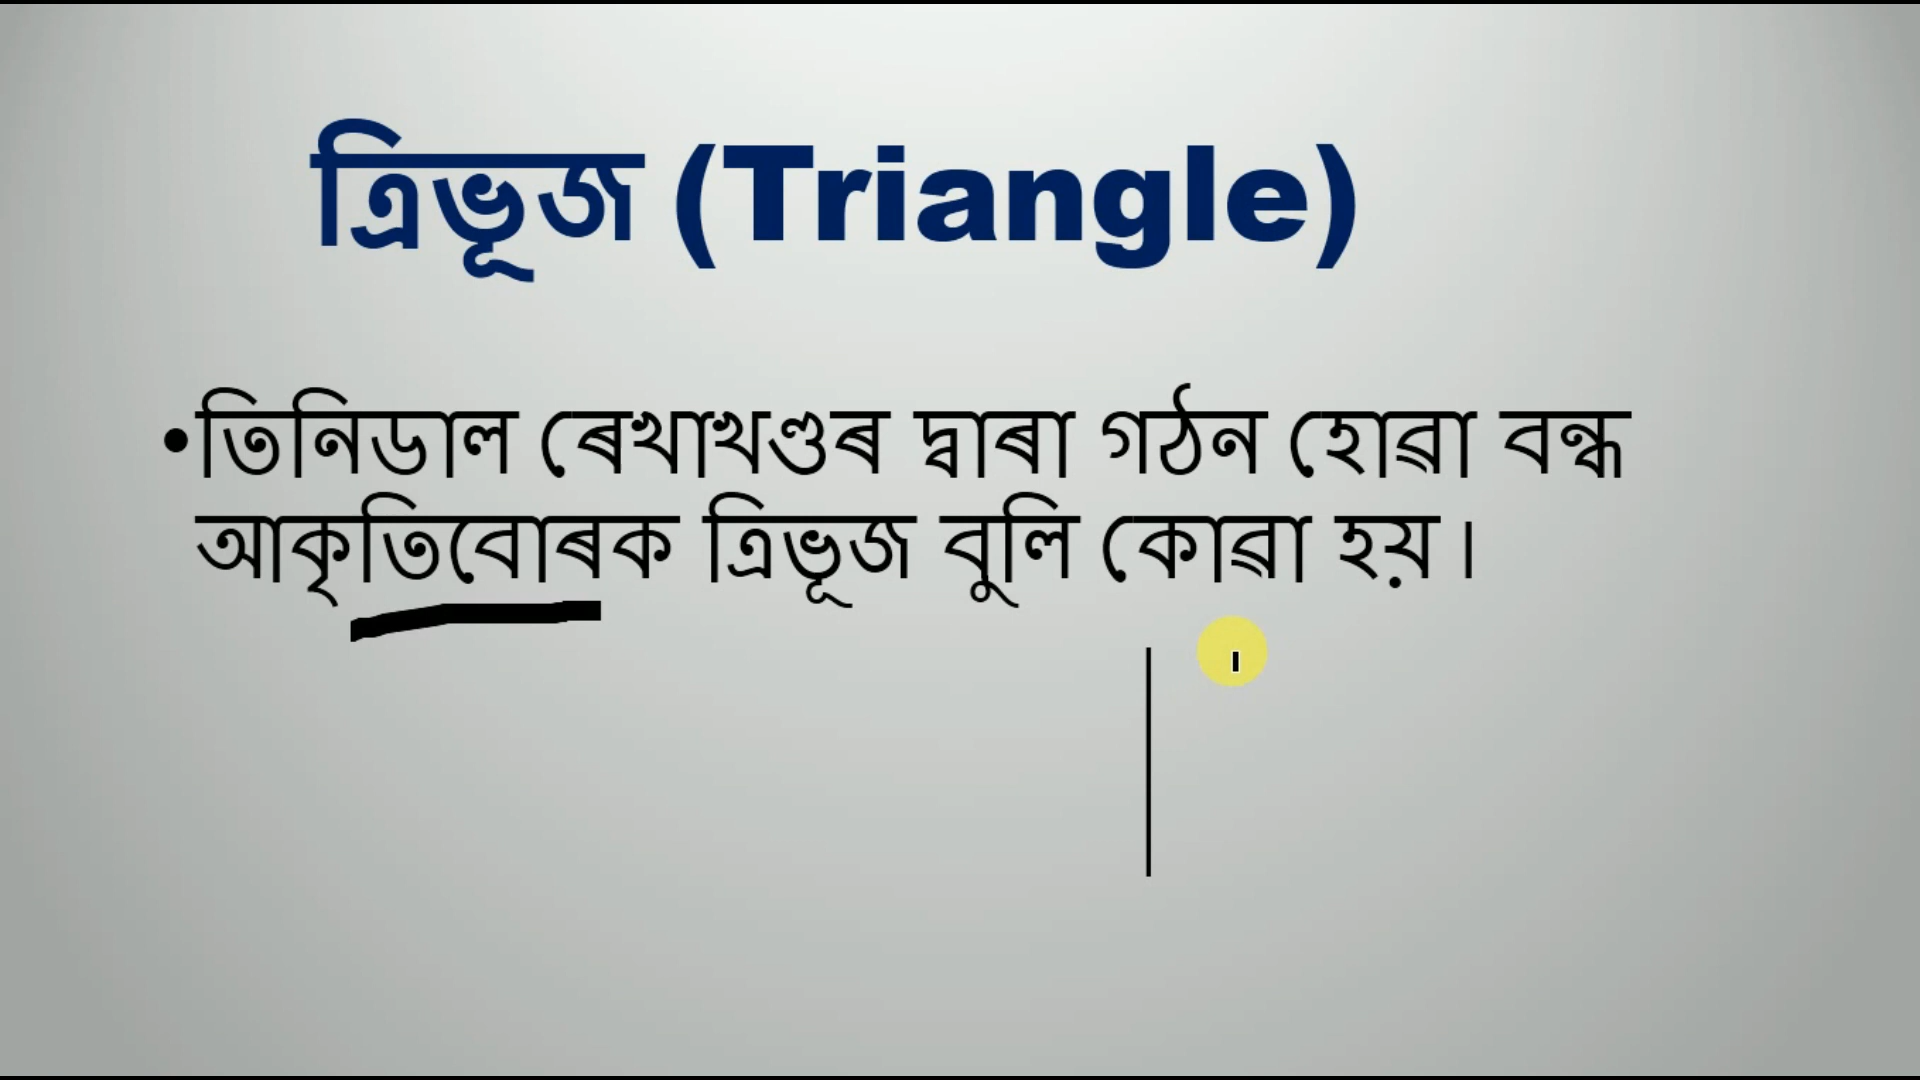 ত্ৰিভূজ (Triangle)
•তিনিডাল ৰেখাখণ্ডৰ দ্বাৰা গঠন হোৱা বন্ধ
আকৃতিবোৰক ত্ৰিভূজ বুলি কোৱা হয়।